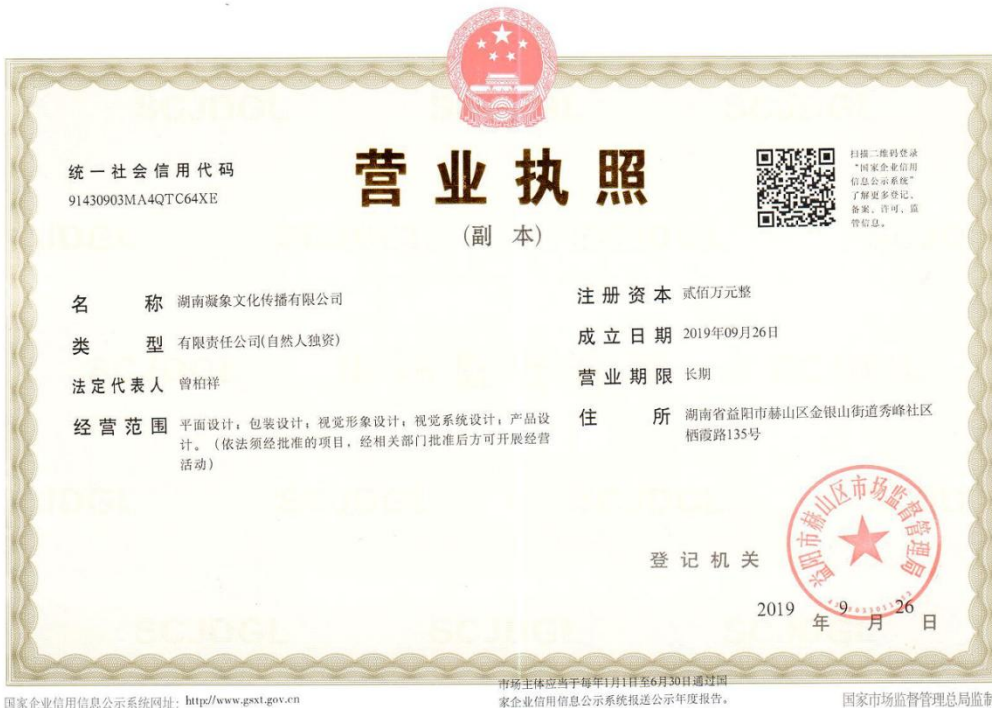 统一社会信用代码
91430903MA4QTC64XE
营业执照
(副 本)
扫描二维码登录
“国家企业信用
信息公示系统”
了解更多登记、
备案、许可、监
管信息。
名 称 湖南凝象文化传播有限公司
类 型 有限责任公司(自然人独资)
法定代表人 曾柏祥
经营范围 平面设计；包装设计；视觉形象设计；视觉系统设计；产品设
计。（依法须经批准的项目，经相关部门批准后方可开展经营
活动）
注册资本 贰佰万元整
成立日期 2019年09月26日
营业期限 长期
住 所 湖南省益阳市赫山区金银山街道秀峰社区
栖霞路135号
益阳市赫山区市场监督管理局
登记机关
2019 年 9 月 26 日
国家企业信用信息公示系统网址：http://www.gsxt.gov.cn
市场主体应当于每年1月1日至6月30日通过国
家企业信用信息公示系统报送公示年度报告。
国家市场监督管理总局监制